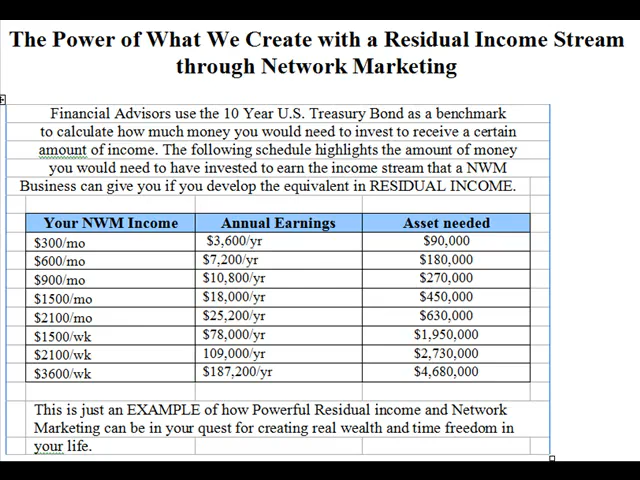 The Power of What We Create with a Residual Income Stream
through Network Marketing
Financial Advisors use the 10 Year U.S. Treasury Bond as a benchmark
to calculate how much money you would need to invest to receive a certain
amount of income. The following schedule highlights the amount of money
you would need to have invested to earn the income stream that a NWM
Business can give you if you develop the equivalent in RESIDUAL INCOME.
Your NWM Income Annual Earnings Asset needed
$300/mo $3,600/yr $90,000
$600/mo $7,200/yr $180,000
$900/mo $10,800/yr $270,000
$1500/mo $18,000/yr $450,000
$2100/mo $25,200/yr $630,000
$1500/wk $78,000/yr $1,950,000
$2100/wk 109,000/yr $2,730,000
$3600/wk $187,200/yr $4,680,000
This is just an EXAMPLE of how Powerful Residual income and Network
Marketing can be in your quest for creating real wealth and time freedom in
your life.